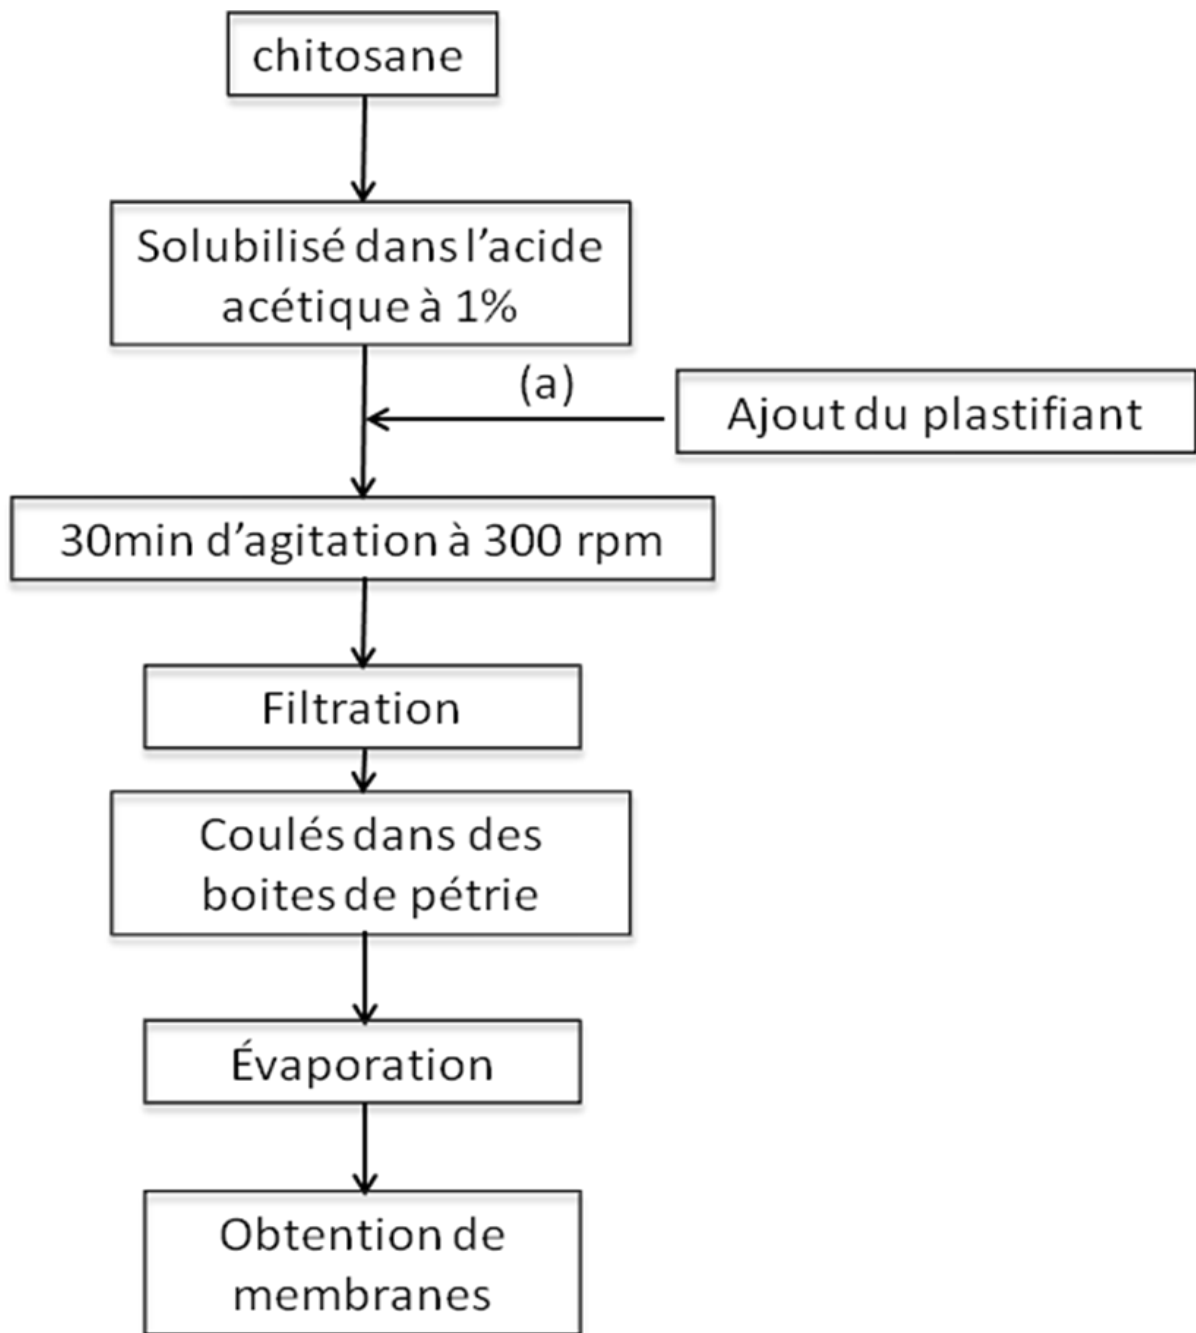 chitosane
Solubilisé dans l'acide
acétique à 1%
(a)
Ajout du plastifiant
30min d'agitation à 300 rpm
Filtration
Coulés dans des
boites de pétrie
Évaporation
Obtention de
membranes